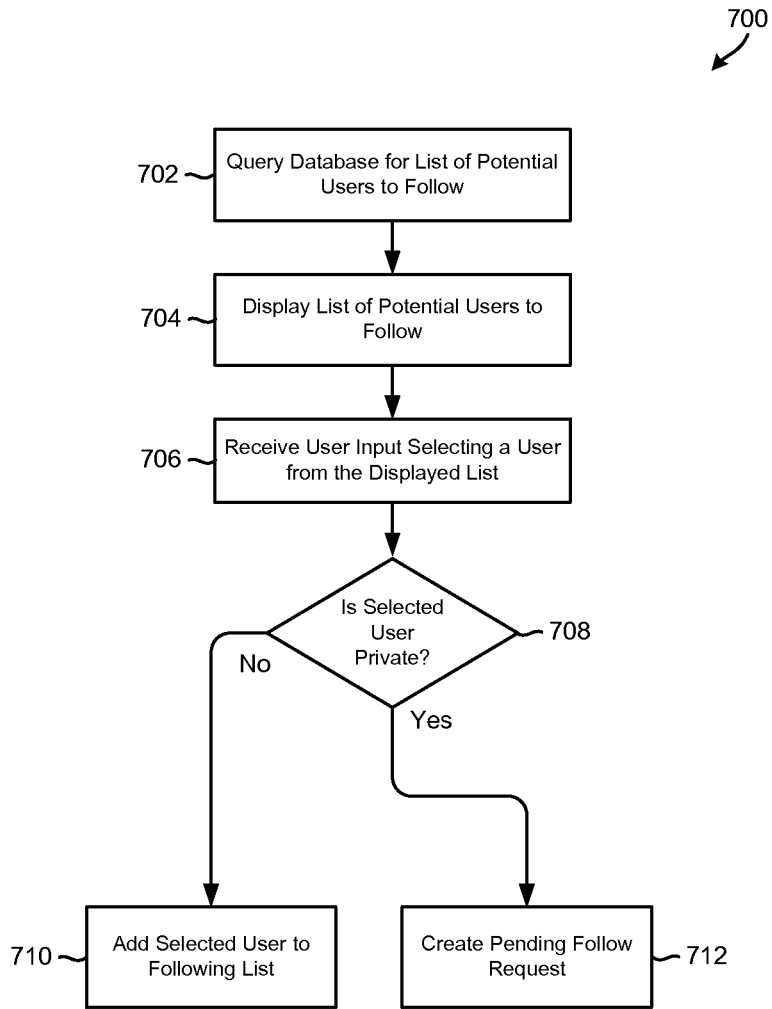 700
702
Query Database for List of Potential
Users to Follow
704
Display List of Potential Users to
Follow
706
Receive User Input Selecting a User
from the Displayed List
Is Selected
User
Private?
708
No
Yes
710
Add Selected User to
Following List
Create Pending Follow
Request
712